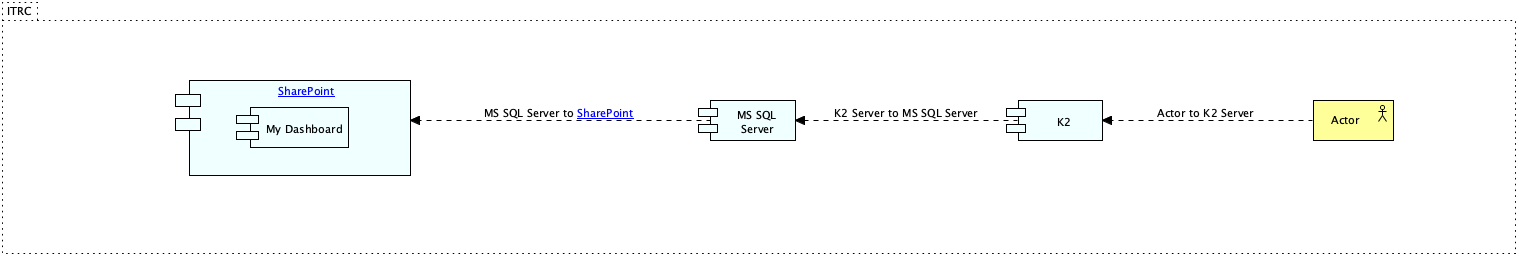 ITRC
SharePoint
My Dashboard
MS SQL Server to SharePoint
MS SQL
Server
K2 Server to MS SQL Server
K2
Actor to K2 Server
Actor